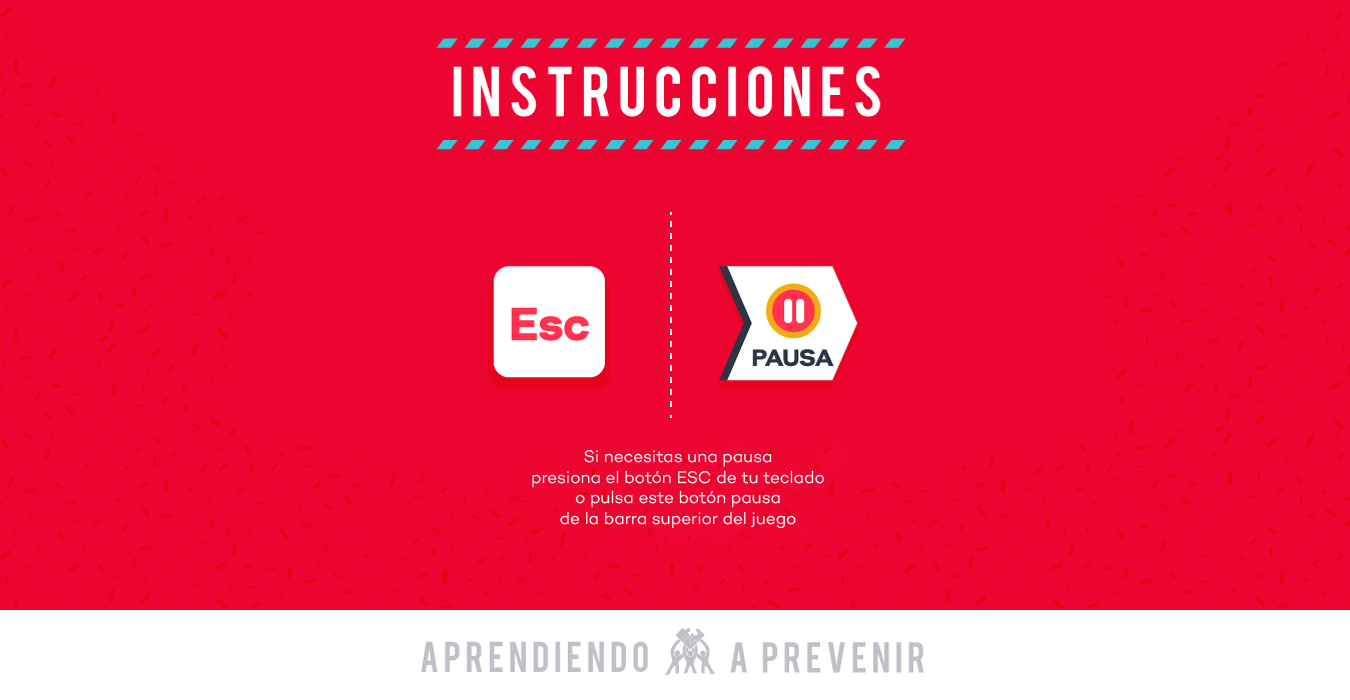 INSTRUCCIONES
Esc
PAUSA
Si necesitas una pausa
presiona el botón ESC de tu teclado
o pulsa este botón pausa
de la barra superior del juego
APRENDIENDO A PREVENIR